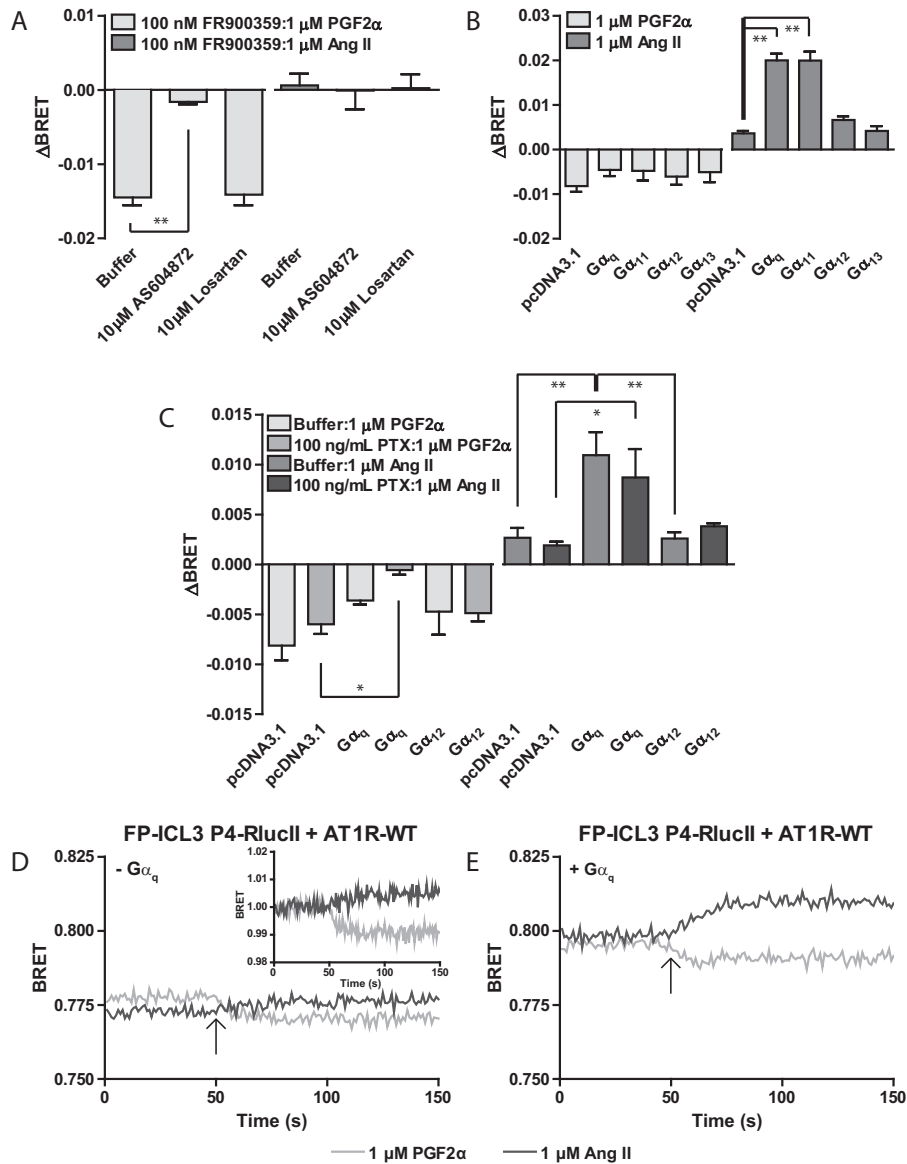 A
100 nM FR900359:1 μM PGF2α
100 nM FR900359:1 μM Ang II
ΔBRET
0.01
0.00
-0.01
-0.02
**
Buffer
10μM AS604872
10μM Losartan
Buffer
10μM AS604872
10μM Losartan
B
1 μM PGF2α
1 μM Ang II
ΔBRET
0.03
0.02
0.01
0.00
-0.01
-0.02
** **
pcDNA3.1
Gαq
Gα11
Gα12
Gα13
pcDNA3.1
Gαq
Gα11
Gα12
Gα13
C
Buffer:1 μM PGF2α
100 ng/mL PTX:1 μM PGF2α
Buffer:1 μM Ang II
100 ng/mL PTX:1 μM Ang II
ΔBRET
0.015
0.010
0.005
0.000
-0.005
-0.010
-0.015
** **
*
*
pcDNA3.1
pcDNA3.1
Gαq
Gαq
Gα12
Gα12
pcDNA3.1
pcDNA3.1
Gαq
Gαq
Gα12
Gα12
FP-ICL3 P4-RlucII + AT1R-WT
D
- Gαq
BRET
0.825
0.800
0.775
0.750
0 50 100 150
Time (s)
BRET
1.02
1.01
1.00
0.99
0.98
0 50 100 150
Time (s)
FP-ICL3 P4-RlucII + AT1R-WT
E
+ Gαq
BRET
0.825
0.800
0.775
0.750
0 50 100 150
Time (s)
1 μM PGF2α 1 μM Ang II